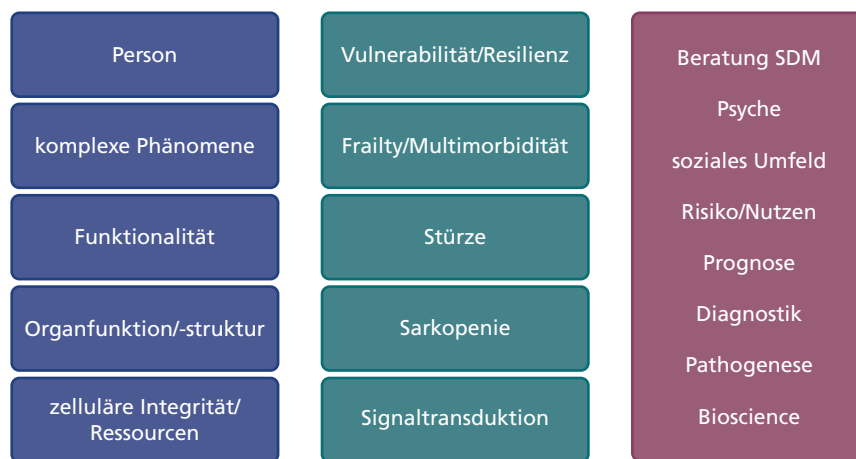 Person
komplexe Phänomene
Funktionalität
Organfunktion/-struktur
zelluläre Integrität/
Ressourcen
Vulnerabilität/Resilienz
Frailty/Multimorbidität
Stürze
Sarkopenie
Signaltransduktion
Beratung SDM
Psyche
soziales Umfeld
Risiko/Nutzen
Prognose
Diagnostik
Pathogenese
Bioscience